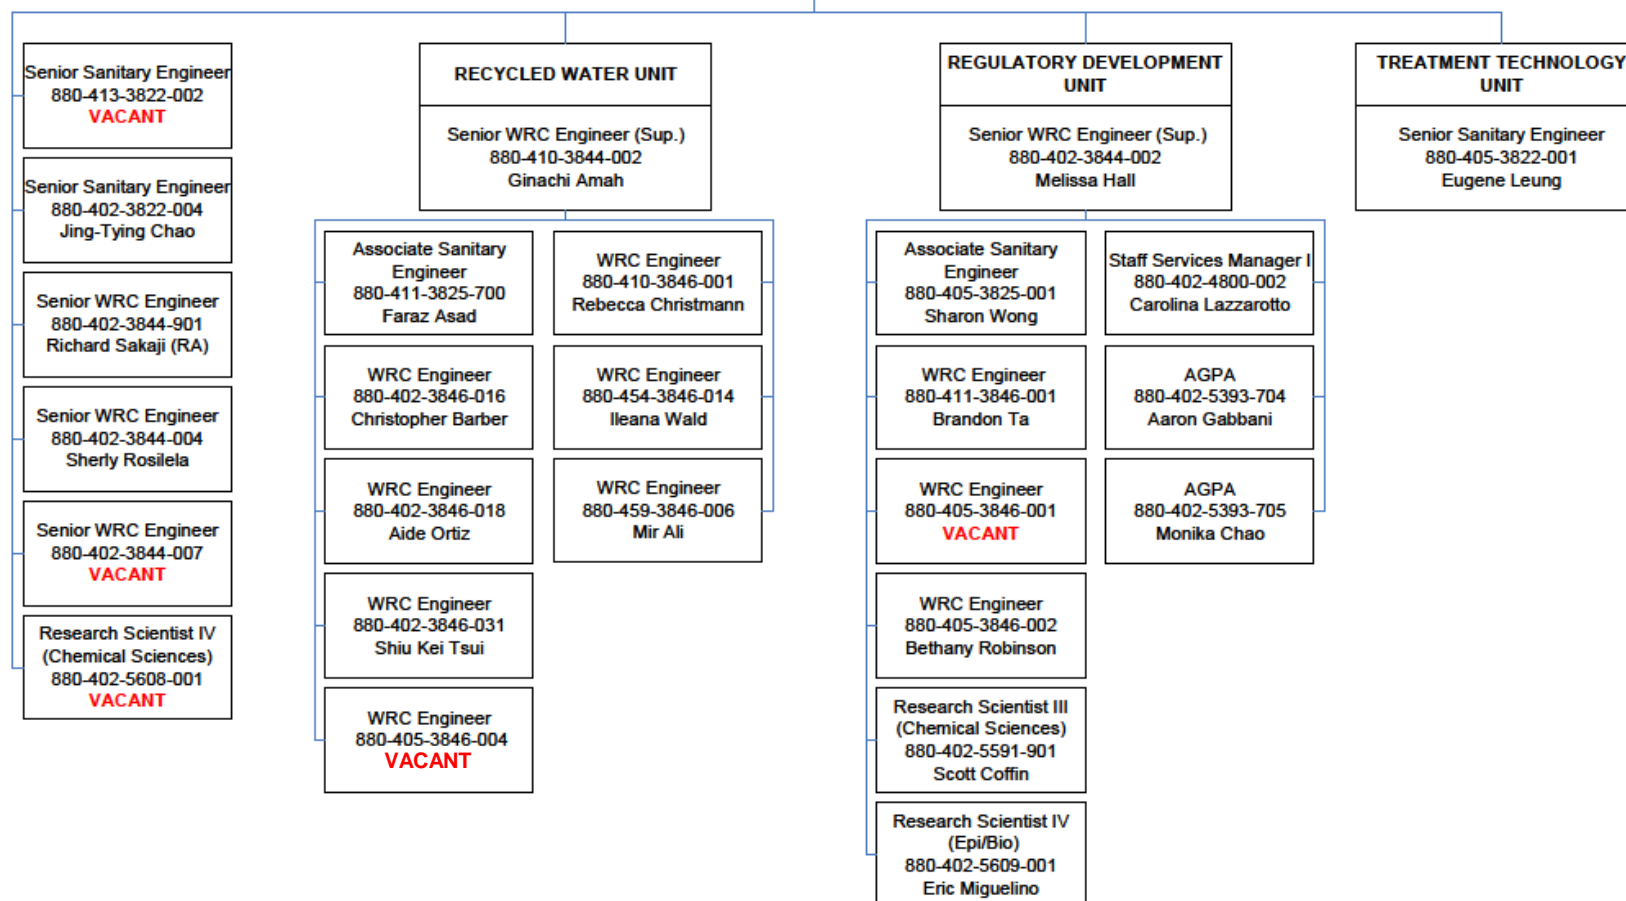 Senior Sanitary Engineer
880-413-3822-002
VACANT
Senior Sanitary Engineer
880-402-3822-004
Jing-Tying Chao
Senior WRC Engineer
880-402-3844-901
Richard Sakaji (RA)
Senior WRC Engineer
880-402-3844-004
Sherly Rosilela
Senior WRC Engineer
880-402-3844-007
VACANT
Research Scientist IV
(Chemical Sciences)
880-402-5608-001
VACANT
RECYCLED WATER UNIT
Senior WRC Engineer (Sup.)
880-410-3844-002
Ginachi Amah
Associate Sanitary
Engineer
880-411-3825-700
Faraz Asad
WRC Engineer
880-402-3846-016
Christopher Barber
WRC Engineer
880-402-3846-018
Aide Ortiz
WRC Engineer
880-402-3846-031
Shiu Kei Tsui
WRC Engineer
880-405-3846-004
VACANT
WRC Engineer
880-410-3846-001
Rebecca Christmann
WRC Engineer
880-454-3846-014
Ileana Wald
WRC Engineer
880-459-3846-006
Mir Ali
REGULATORY DEVELOPMENT
UNIT
Senior WRC Engineer (Sup.)
880-402-3844-002
Melissa Hall
Associate Sanitary
Engineer
880-405-3825-001
Sharon Wong
WRC Engineer
880-411-3846-001
Brandon Ta
WRC Engineer
880-405-3846-001
VACANT
WRC Engineer
880-405-3846-002
Bethany Robinson
Research Scientist III
(Chemical Sciences)
880-402-5591-901
Scott Coffin
Research Scientist IV
(Epi/Bio)
880-402-5609-001
Eric Miguelino
Staff Services Manager I
880-402-4800-002
Carolina Lazzarotto
AGPA
880-402-5393-704
Aaron Gabbani
AGPA
880-402-5393-705
Monika Chao
TREATMENT TECHNOLOGY
UNIT
Senior Sanitary Engineer
880-405-3822-001
Eugene Leung